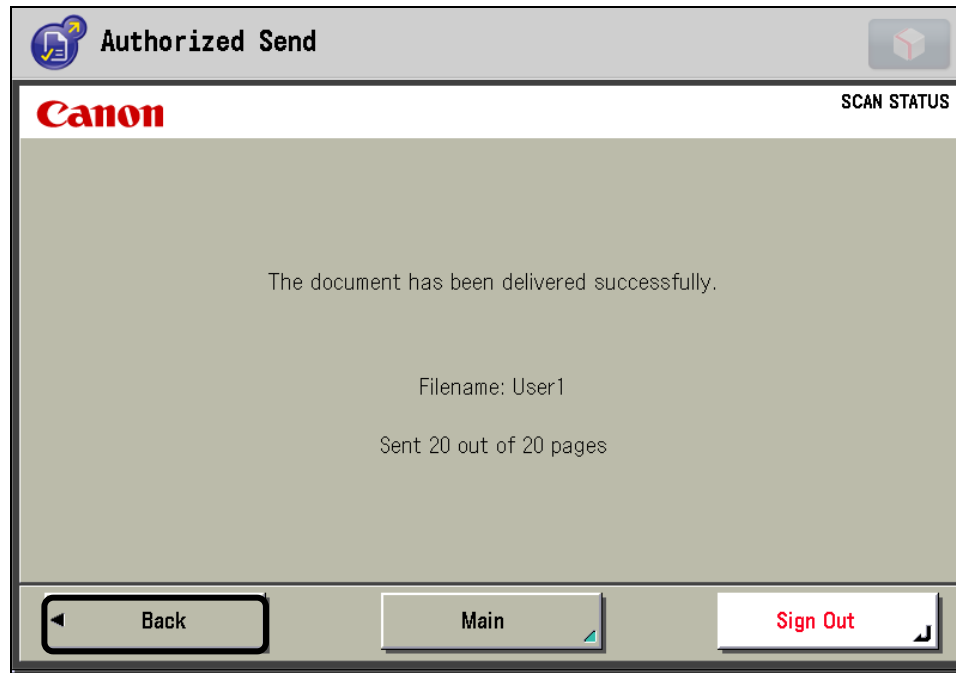 Authorized Send
Canon
SCAN STATUS
The document has been delivered successfully.
Filename: User1
Sent 20 out of 20 pages
Back
Main
Sign Out